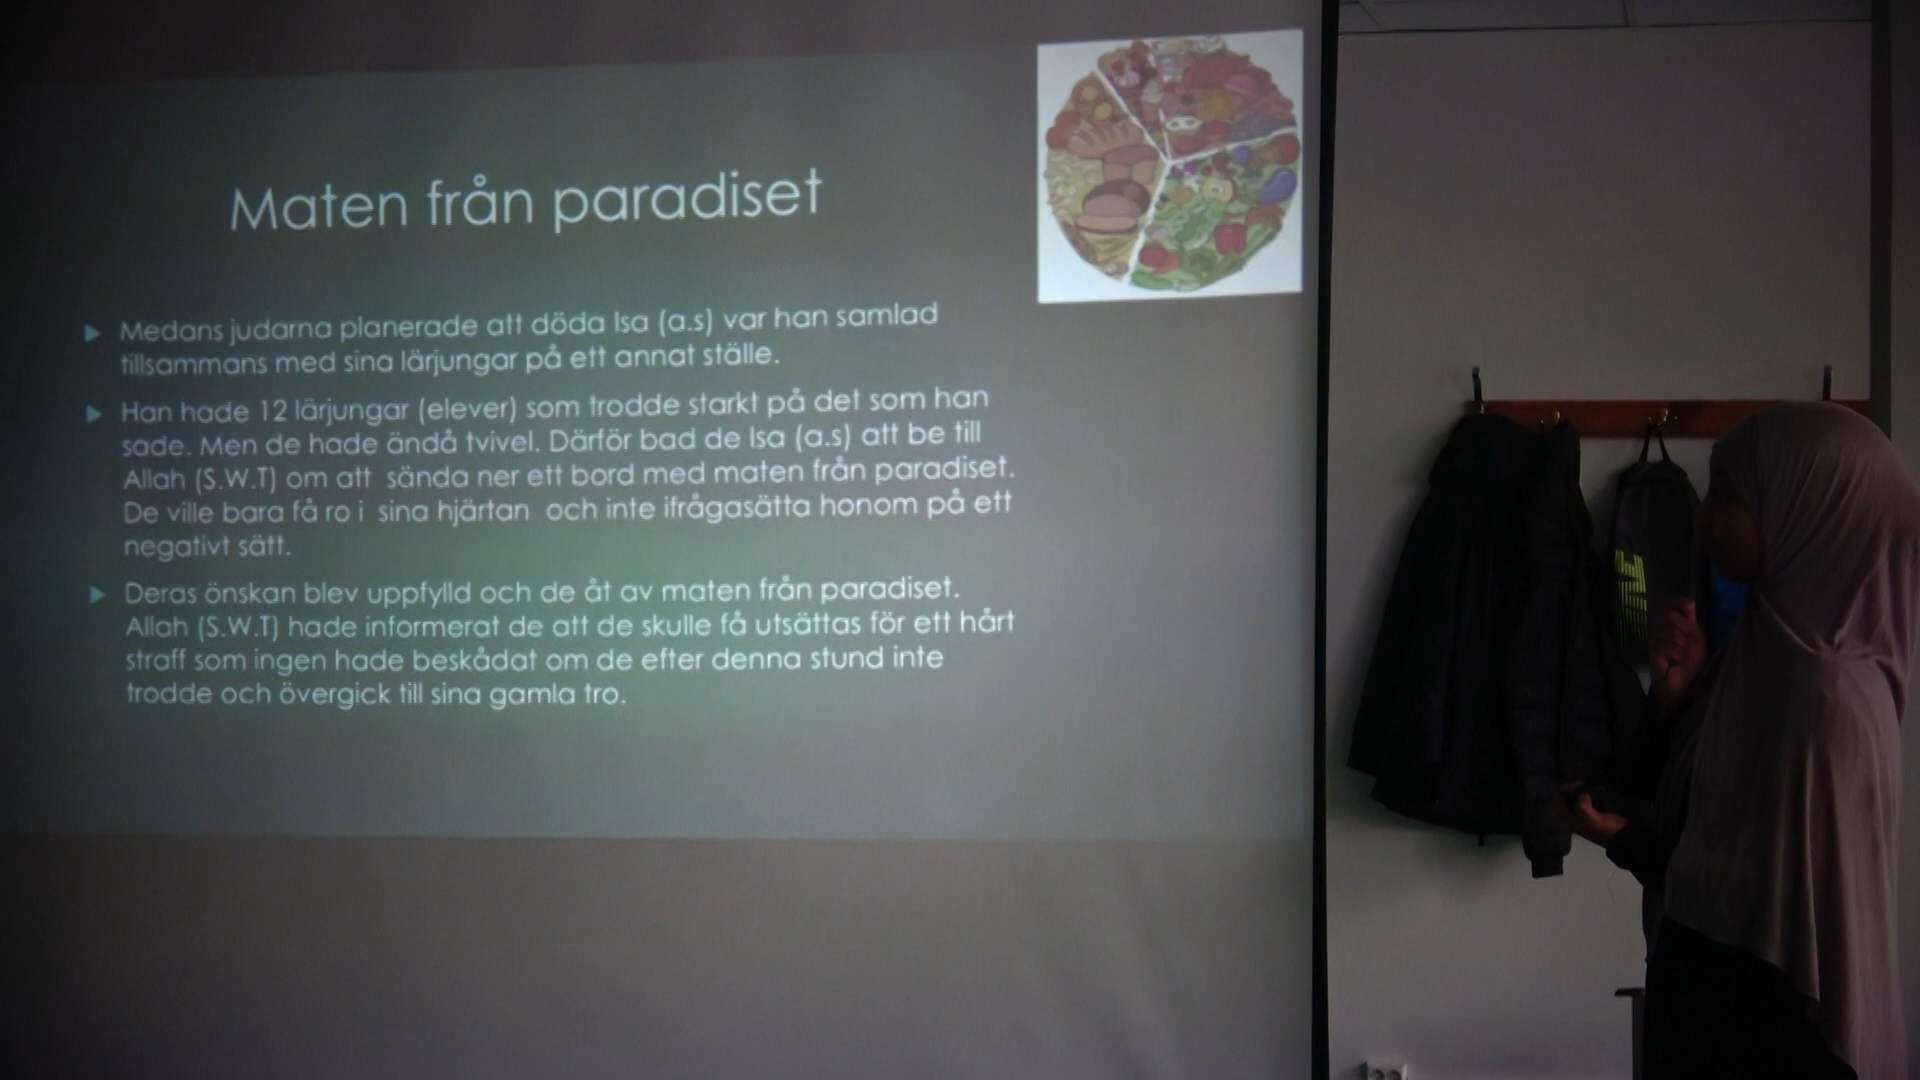 Maten från paradiset
Medans judarna planerade att döda Isa (a.s) var han samlad
tillsammans med sina lärjungar på ett annat ställe.
Han hade 12 lärjungar (elever) som trodde starkt på det som han
sade. Men de hade ändå tvivel. Därför bad de Isa (a.s) att be till
Allah (S.W.T) om att sända ner ett bord med maten från paradiset.
De ville bara få ro i sina hjärtan och inte ifrågasätta honom på ett
negativt sätt.
Deras önskan blev uppfylld och de åt av maten från paradiset.
Allah (S.W.T) hade informerat de att de skulle få utsättas för ett hårt
straff som ingen hade beskådat om de efter denna stund inte
trodde och övergick till sina gamla tro.